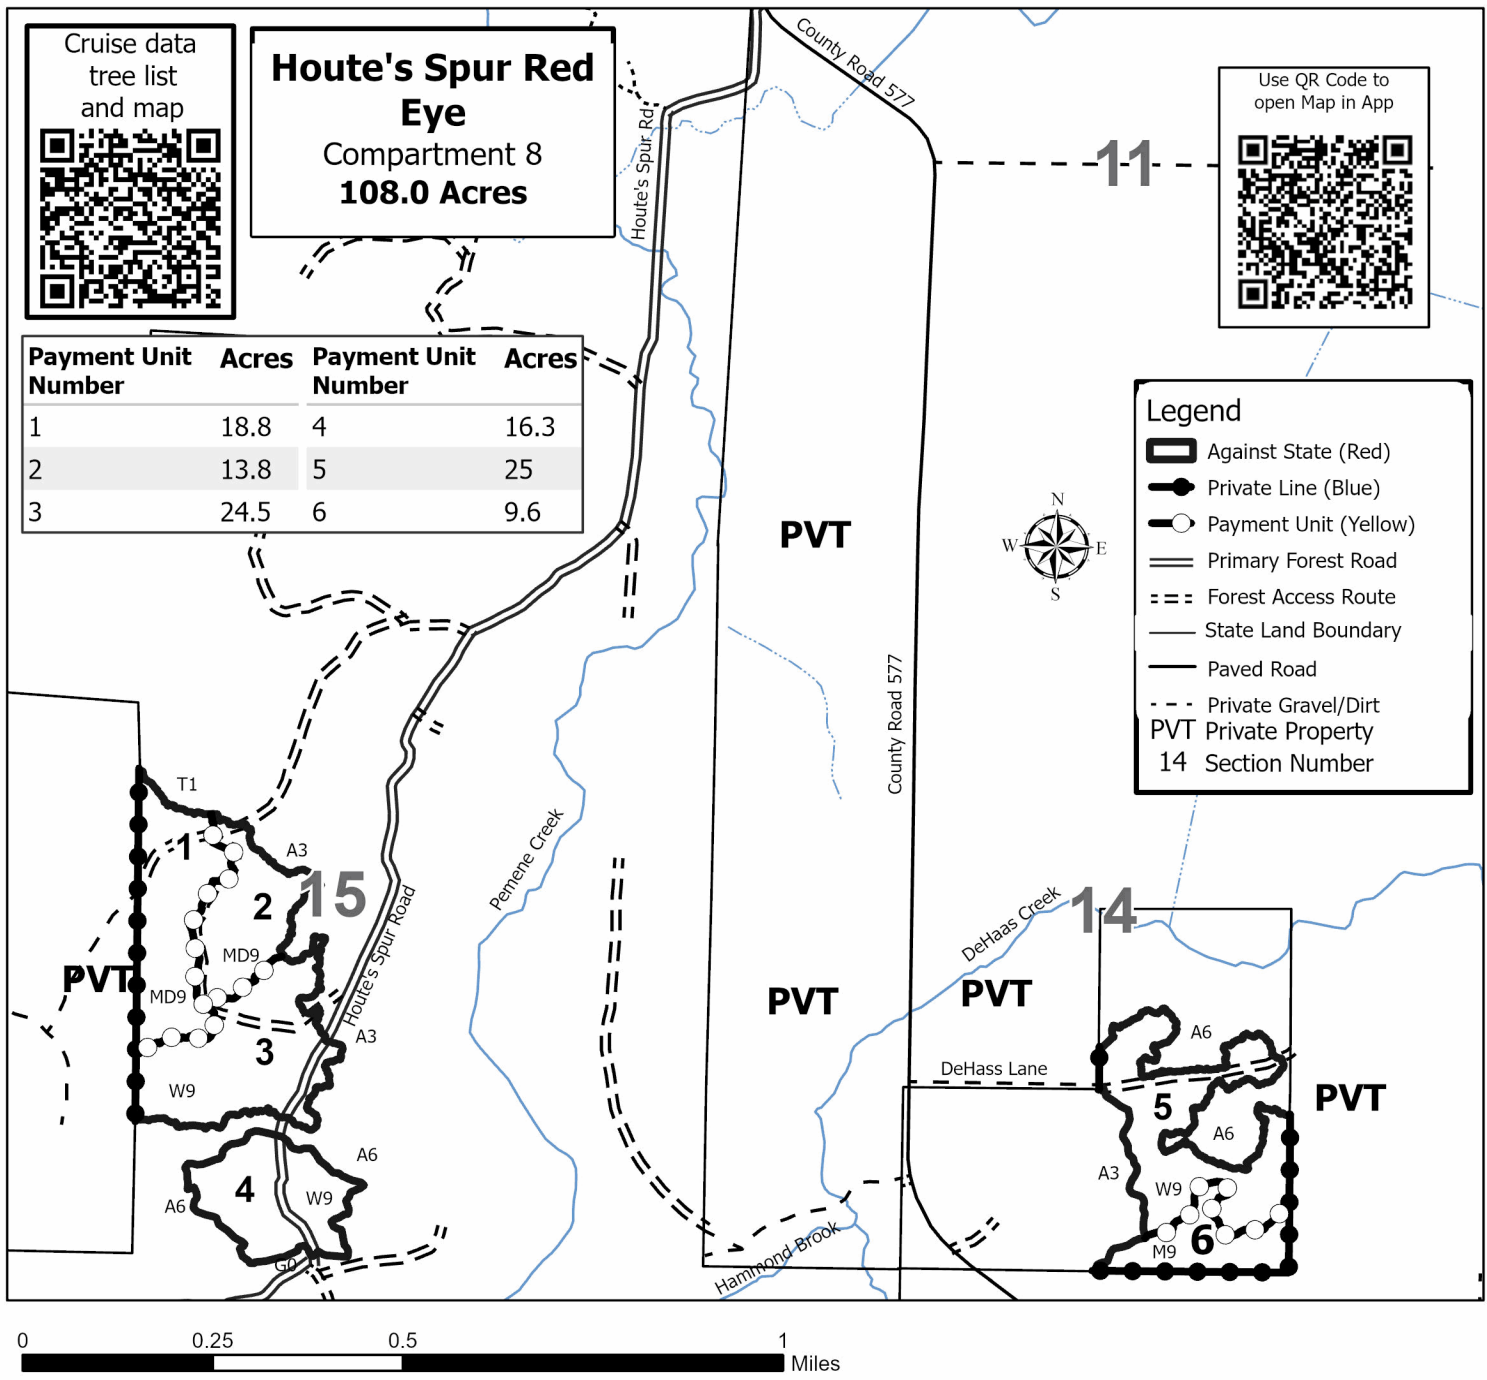 Cruise data
tree list
and map
Houte's Spur Red
Eye
Compartment 8
108.0 Acres
Use QR Code to
open Map in App
County Road 577
Houte's Spur Rd
11
Payment Unit Number Acres Payment Unit Number Acres
1 18.8 4 16.3
2 13.8 5 25
3 24.5 6 9.6
Legend
Against State (Red)
Private Line (Blue)
Payment Unit (Yellow)
Primary Forest Road
Forest Access Route
State Land Boundary
Paved Road
Private Gravel/Dirt
PVT Private Property
14 Section Number
PVT
N
W E
S
County Road 577
T1
1
A3
2
15
Pemene Creek
Houte's Spur Road
MD9
PVT
MD9
3
A3
W9
A6
4
W9
A6
G0
PVT
DeHaas Creek
14
PVT
A6
DeHass Lane
5
PVT
A6
A3
W9
6
M9
Hammond Brook
0 0.25 0.5 1
Miles